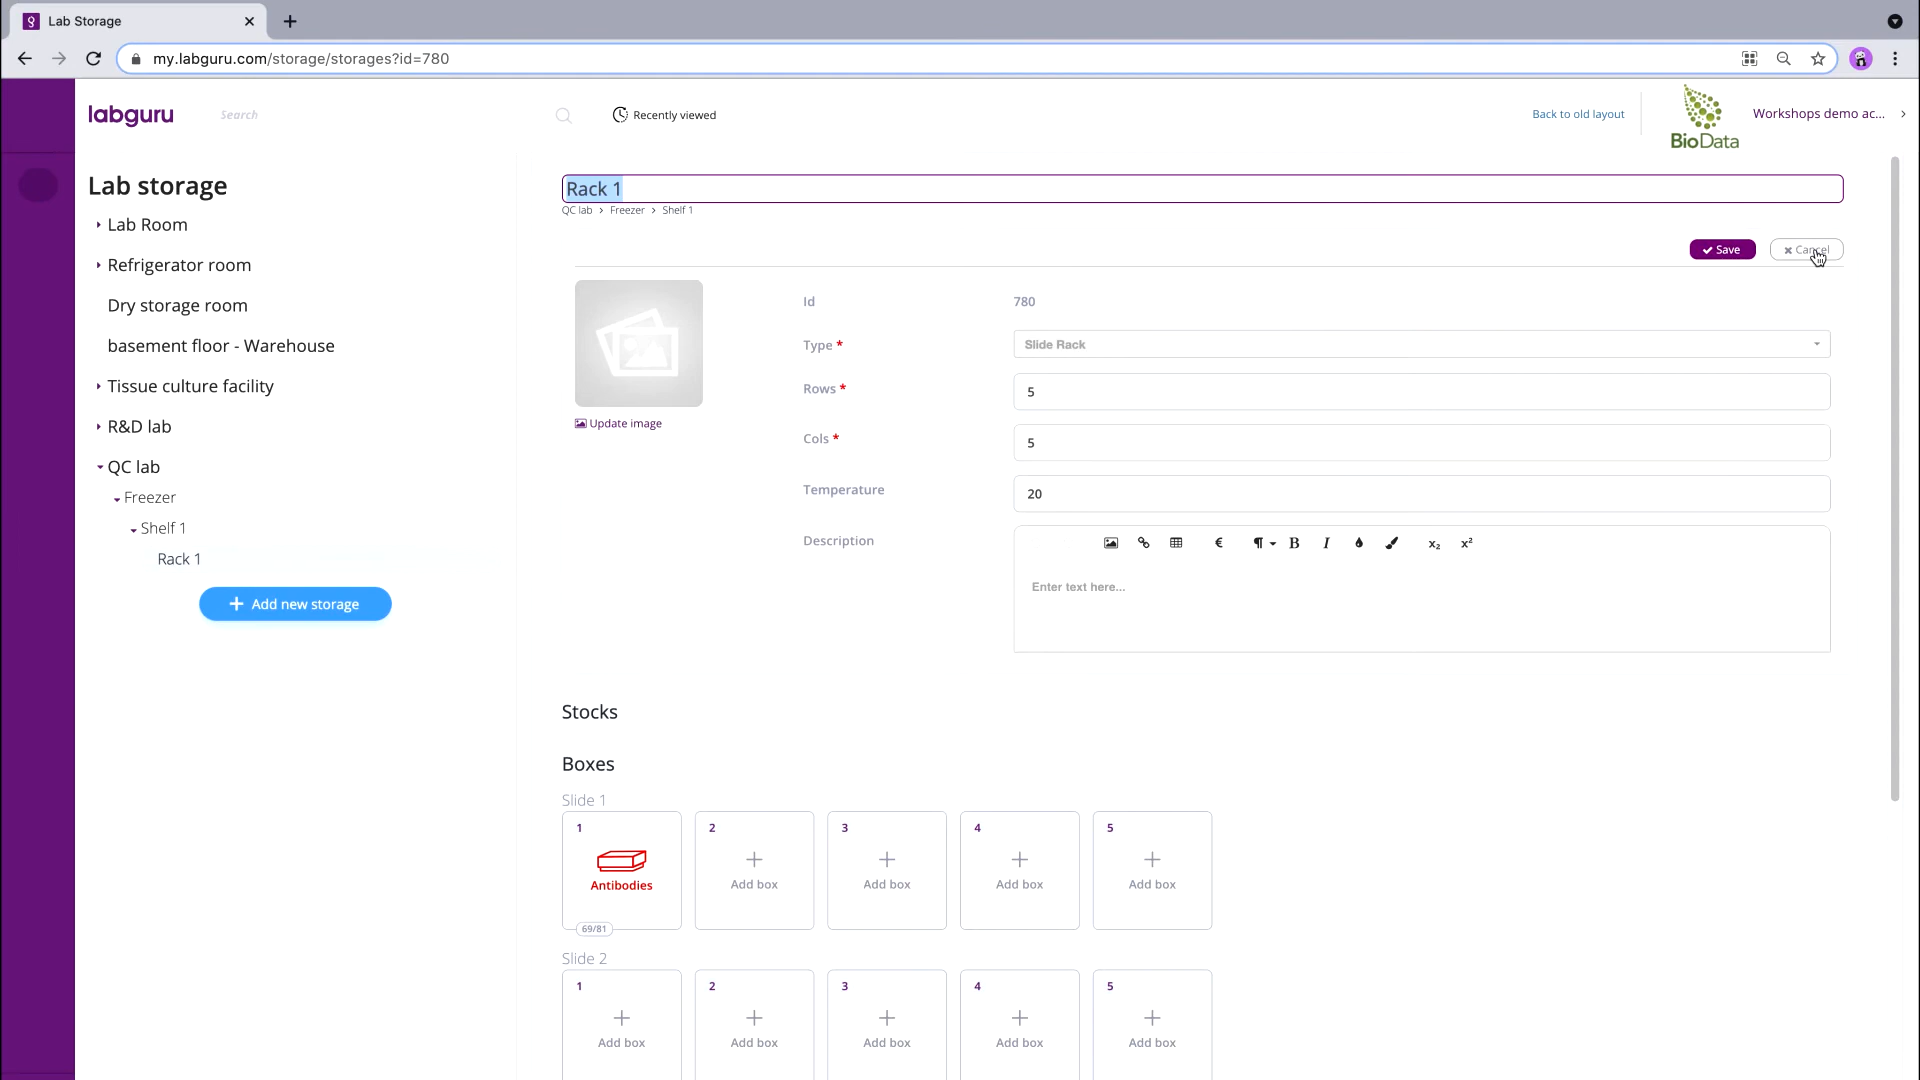 Lab Storage
my.labguru.com/storage/storages?id=780
labguru
Search
Recently viewed
Back to old layout
BioData
Workshops demo ac...
Lab storage
Lab Room
Refrigerator room
Dry storage room
basement floor - Warehouse
Tissue culture facility
R&D lab
QC lab
Freezer
Shelf 1
Rack 1
+ Add new storage
Rack 1
QC lab > Freezer > Shelf 1
Save
Cancel
Update image
Id 780
Type * Slide Rack
Rows * 5
Cols * 5
Temperature 20
Description
€ ¶ B I x₂ x²
Enter text here...
Stocks
Boxes
Slide 1
1 2 3 4 5
Antibodies Add box Add box Add box Add box
69/81
Slide 2
1 2 3 4 5
Add box Add box Add box Add box Add box